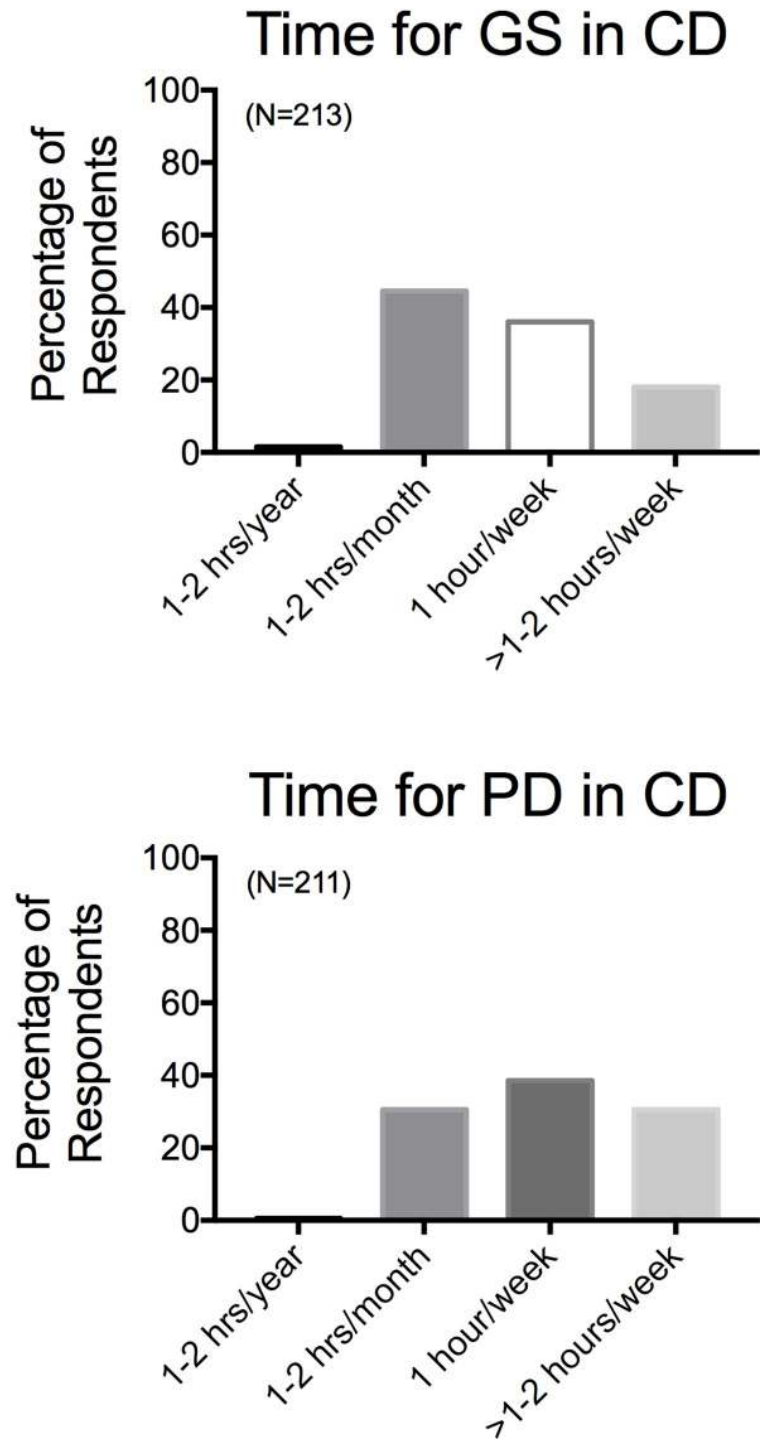 Time for GS in CD
100
(N=213)
80
60
40
20
0
Percentage of
Respondents
1-2 hrs/year
1-2 hrs/month
1 hour/week
>1-2 hours/week
Time for PD in CD
100
(N=211)
80
60
40
20
0
Percentage of
Respondents
1-2 hrs/year
1-2 hrs/month
1 hour/week
>1-2 hours/week